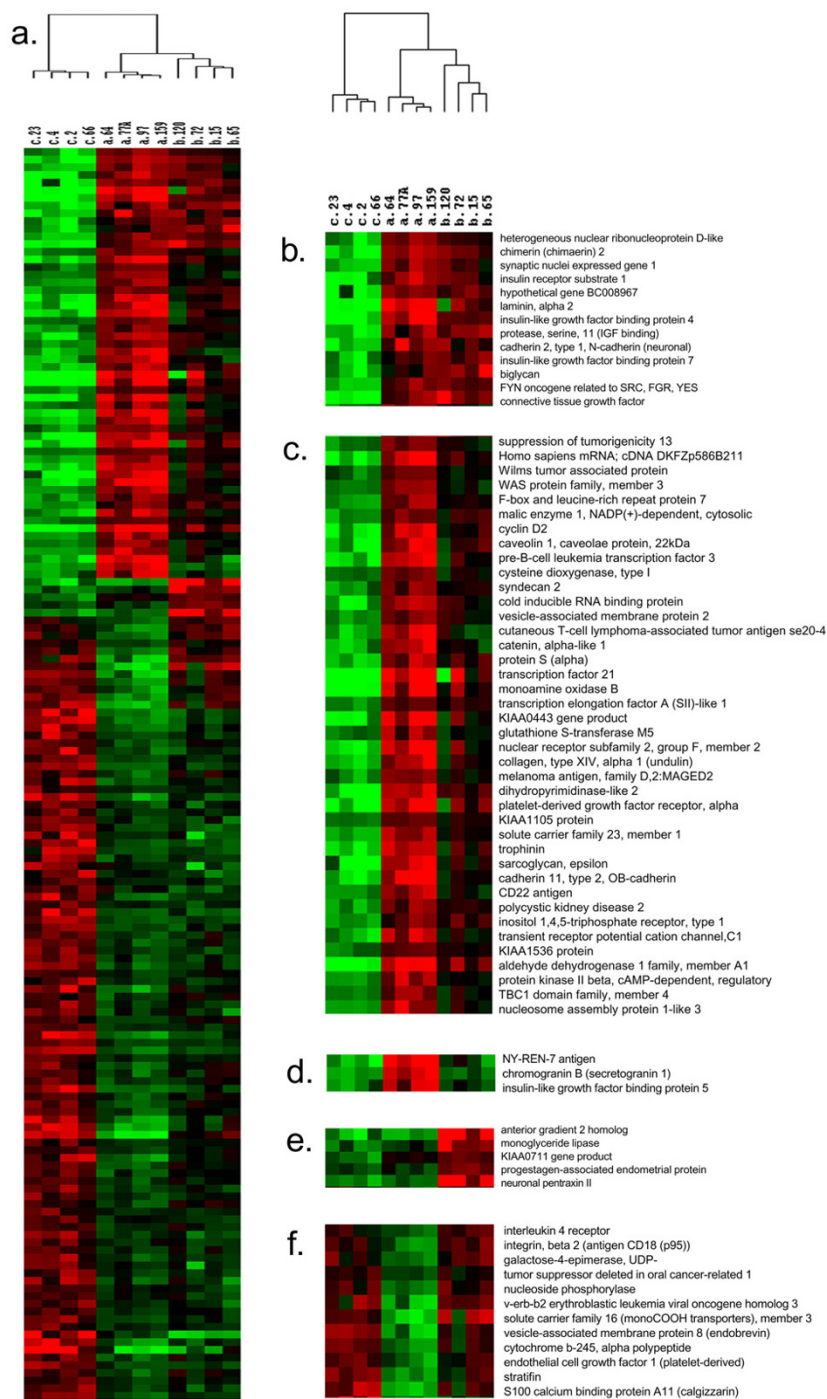 a.
c.23 c.4 c.2 c.66 a.64 a.77A a.97 a.159 b.120 b.72 b.15 b.65
c.23 c.4 c.2 c.66 a.64 a.77A a.97 a.159 b.120 b.72 b.15 b.65
b.
heterogeneous nuclear ribonucleoprotein D-like
chimerin (chimaerin) 2
synaptic nuclei expressed gene 1
insulin receptor substrate 1
hypothetical gene BC008967
laminin, alpha 2
insulin-like growth factor binding protein 4
protease, serine, 11 (IGF binding)
cadherin 2, type 1, N-cadherin (neuronal)
insulin-like growth factor binding protein 7
biglycan
FYN oncogene related to SRC, FGR, YES
connective tissue growth factor
c.
suppression of tumorigenicity 13
Homo sapiens mRNA; cDNA DKFZp586B211
Wilms tumor associated protein
WAS protein family, member 3
F-box and leucine-rich repeat protein 7
malic enzyme 1, NADP(+)-dependent, cytosolic
cyclin D2
caveolin 1, caveolae protein, 22kDa
pre-B-cell leukemia transcription factor 3
cysteine dioxygenase, type I
syndecan 2
cold inducible RNA binding protein
vesicle-associated membrane protein 2
cutaneous T-cell lymphoma-associated tumor antigen se20-4
catenin, alpha-like 1
protein S (alpha)
transcription factor 21
monoamine oxidase B
transcription elongation factor A (SII)-like 1
KIAA0443 gene product
glutathione S-transferase M5
nuclear receptor subfamily 2, group F, member 2
collagen, type XIV, alpha 1 (undulin)
melanoma antigen, family D,2:MAGED2
dihydropyrimidinase-like 2
platelet-derived growth factor receptor, alpha
KIAA1105 protein
solute carrier family 23, member 1
trophinin
sarcoglycan, epsilon
cadherin 11, type 2, OB-cadherin
CD22 antigen
polycystic kidney disease 2
inositol 1,4,5-triphosphate receptor, type 1
transient receptor potential cation channel,C1
KIAA1536 protein
aldehyde dehydrogenase 1 family, member A1
protein kinase II beta, cAMP-dependent, regulatory
TBC1 domain family, member 4
nucleosome assembly protein 1-like 3
d.
NY-REN-7 antigen
chromogranin B (secretogranin 1)
insulin-like growth factor binding protein 5
e.
anterior gradient 2 homolog
monoglyceride lipase
KIAA0711 gene product
progestagen-associated endometrial protein
neuronal pentraxin II
f.
interleukin 4 receptor
integrin, beta 2 (antigen CD18 (p95))
galactose-4-epimerase, UDP-
tumor suppressor deleted in oral cancer-related 1
nucleoside phosphorylase
v-erb-b2 erythroblastic leukemia viral oncogene homolog 3
solute carrier family 16 (monoCOOH transporters), member 3
vesicle-associated membrane protein 8 (endobrevin)
cytochrome b-245, alpha polypeptide
endothelial cell growth factor 1 (platelet-derived)
stratifin
S100 calcium binding protein A11 (calgizzarin)